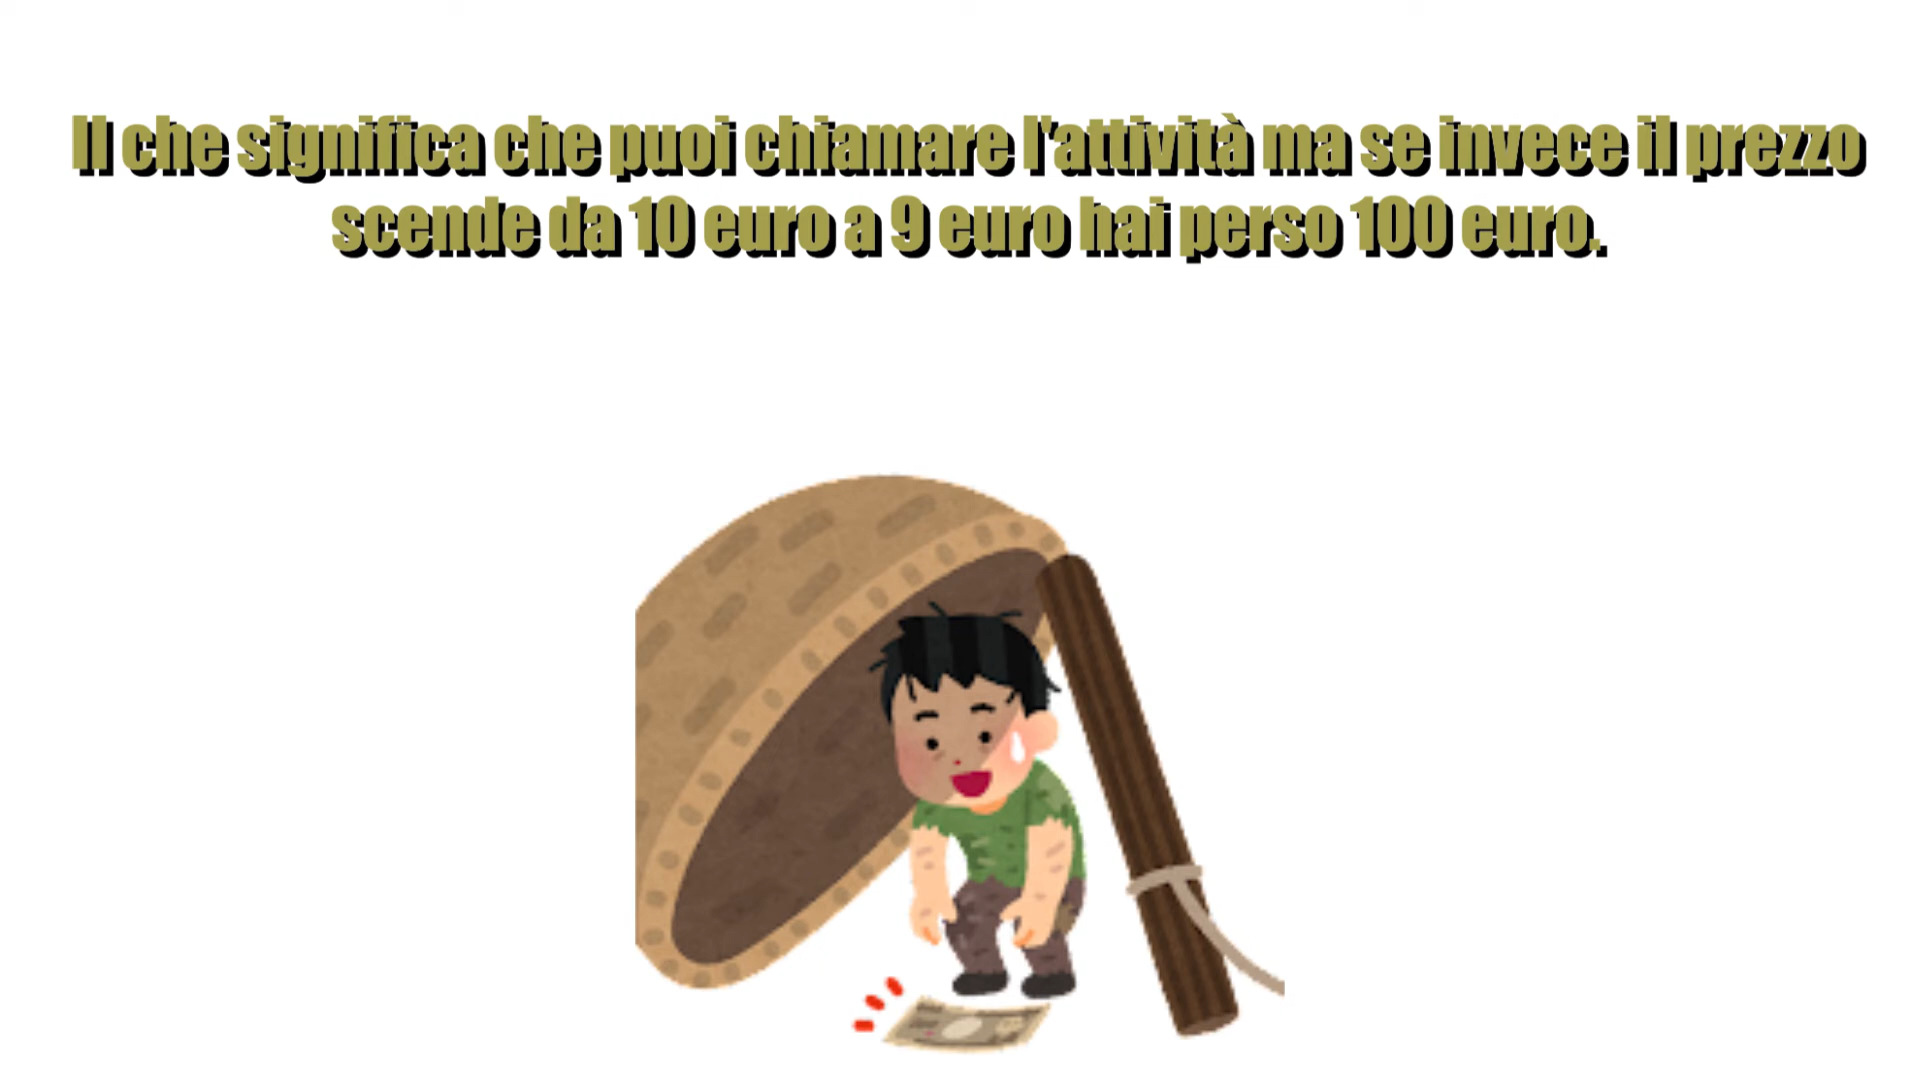 Il che significa che puoi chiamare l'attività ma se invece il prezzo
scende da 10 euro a 9 euro hai perso 100 euro.